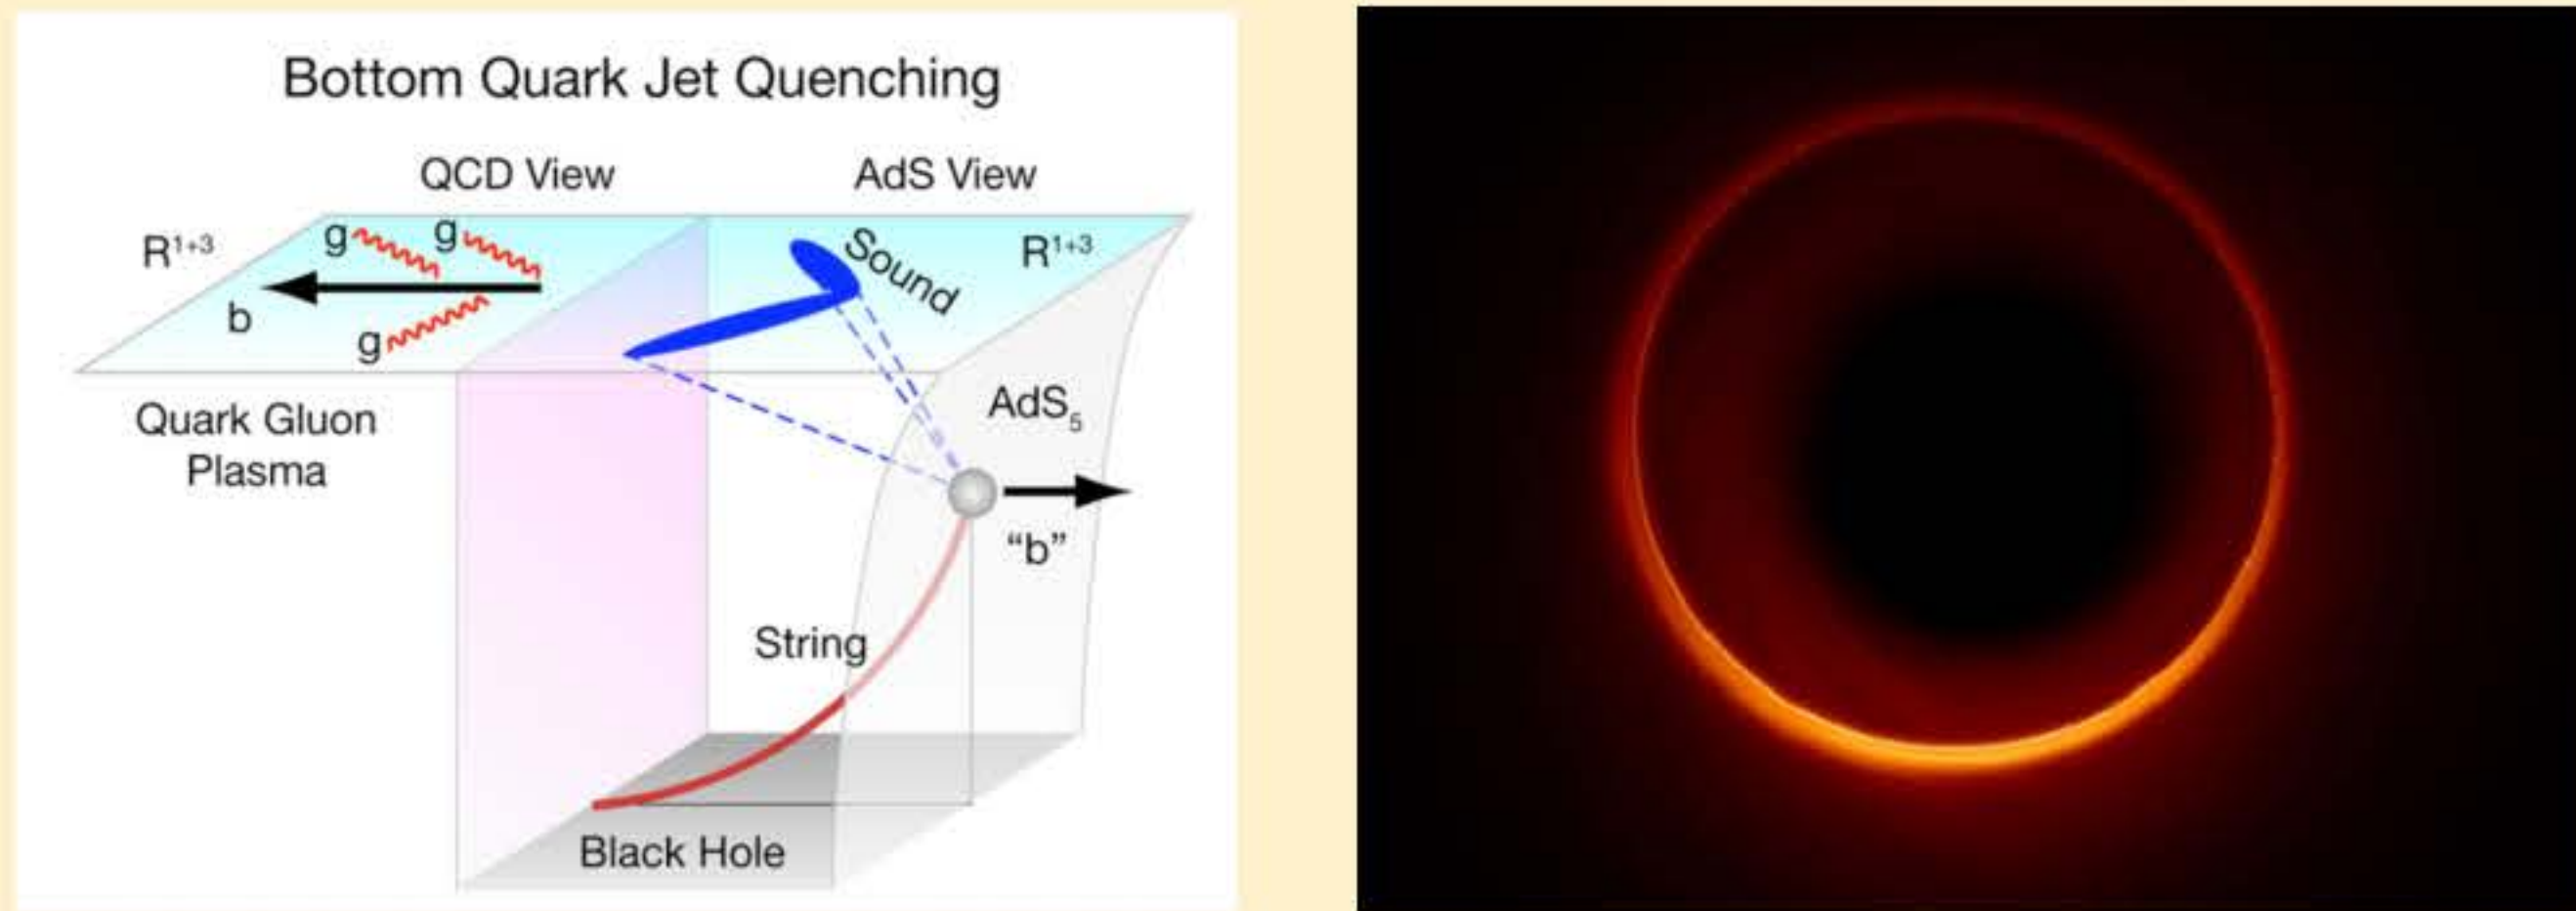 Bottom Quark Jet Quenching
QCD View
AdS View
R¹⁺³
g
g
Sound
R¹⁺³
b
g
Quark Gluon
Plasma
AdS₅
“b”
String
Black Hole